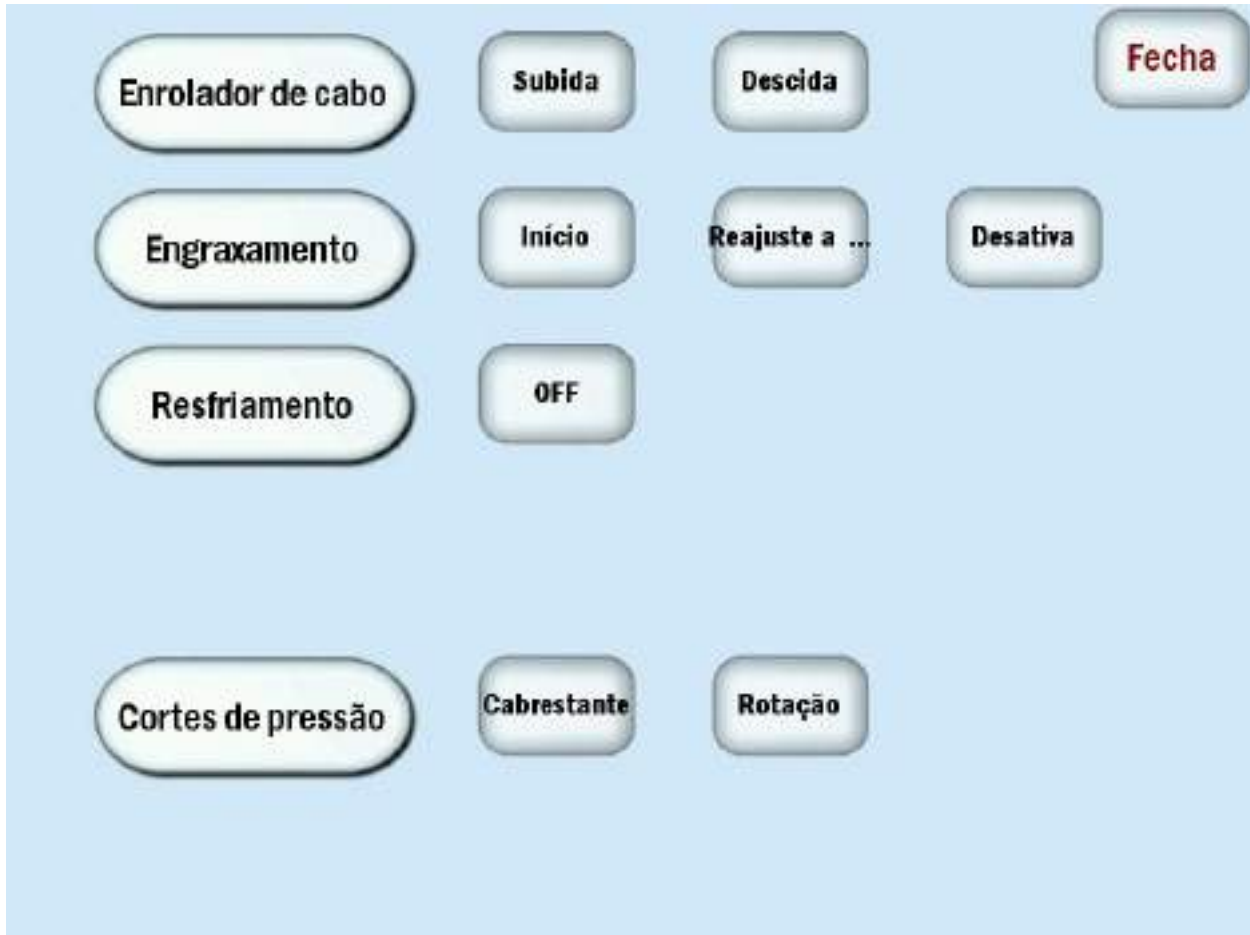 Enrolador de cabo
Subida
Descida
Fecha
Engraxamento
Início
Reajuste a ...
Desativa
Resfriamento
OFF
Cortes de pressão
Cabrestante
Rotação